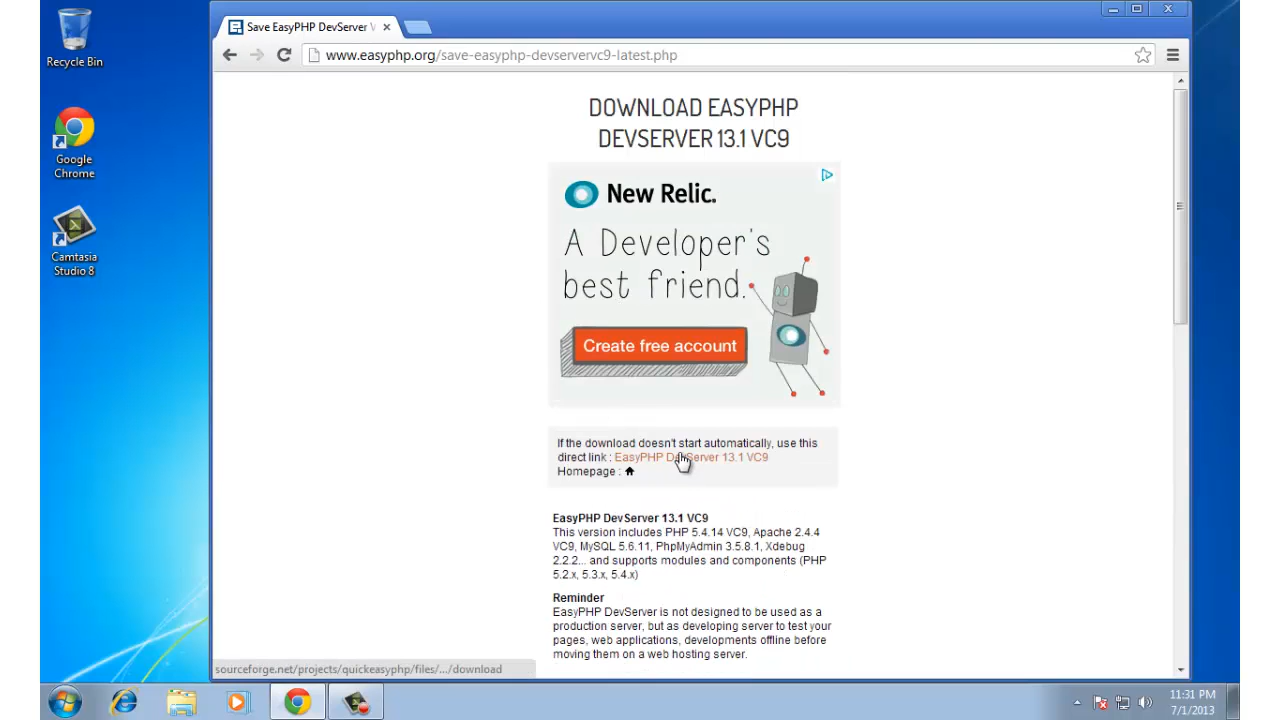 Recycle Bin
Google
Chrome
Camtasia
Studio 8
Save EasyPHP DevServer V
www.easyphp.org/save-easyphp-devservervc9-latest.php
DOWNLOAD EASYPHP
DEVSERVER 13.1 VC9
New Relic.
A Developer's
best friend.
Create free account
If the download doesn't start automatically, use this
direct link : EasyPHP DevServer 13.1 VC9
Homepage :
EasyPHP DevServer 13.1 VC9
This version includes PHP 5.4.14 VC9, Apache 2.4.4
VC9, MySQL 5.6.11, PhpMyAdmin 3.5.8.1, Xdebug
2.2.2... and supports modules and components (PHP
5.2.x, 5.3.x, 5.4.x)
Reminder
EasyPHP DevServer is not designed to be used as a
production server, but as developing server to test your
pages, web applications, developments offline before
moving them on a web hosting server.
sourceforge.net/projects/quickeasyphp/files/.../download
11:31 PM
7/1/2013